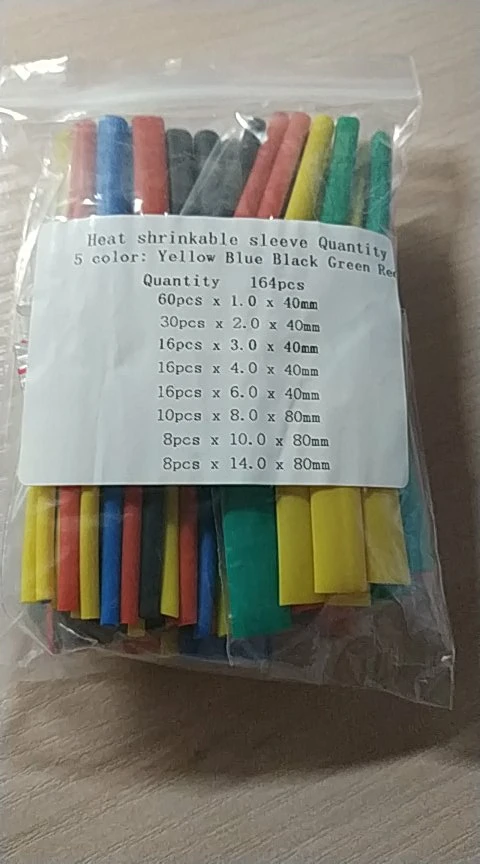 Heat shrinkable sleeve Quantity
5 color: Yellow Blue Black Green Red
Quantity 164pcs
60pcs x 1.0 x 40mm
30pcs x 2.0 x 40mm
16pcs x 3.0 x 40mm
16pcs x 4.0 x 40mm
16pcs x 6.0 x 40mm
10pcs x 8.0 x 80mm
8pcs x 10.0 x 80mm
8pcs x 14.0 x 80mm